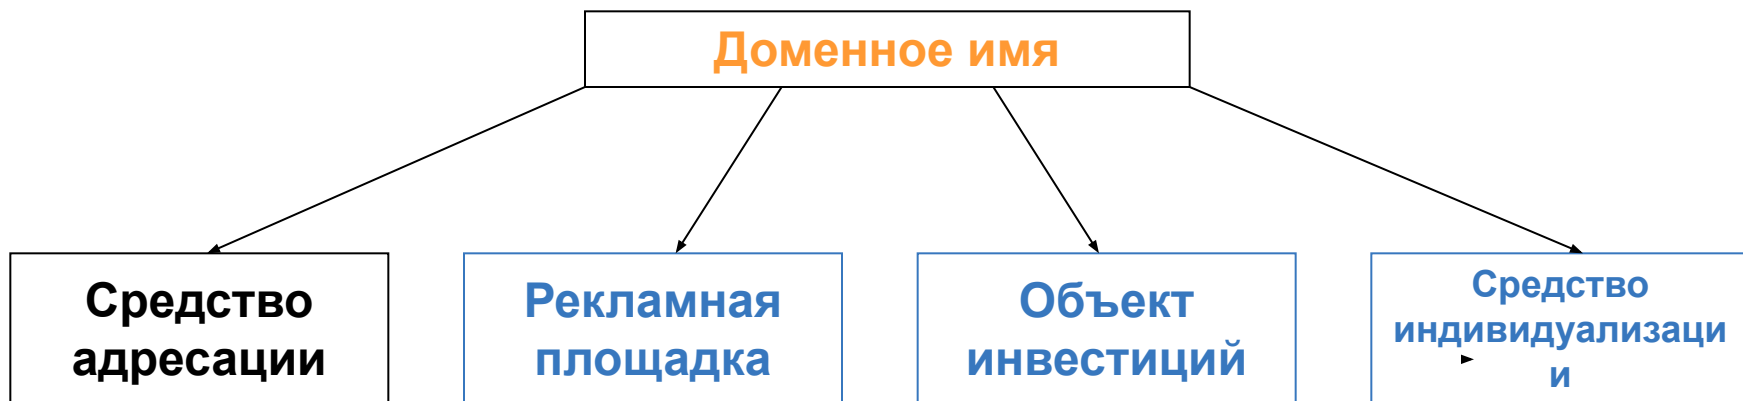 Доменное имя
Средство
адресации
Рекламная
площадка
Объект
инвестиций
Средство
индивидуализаци
и